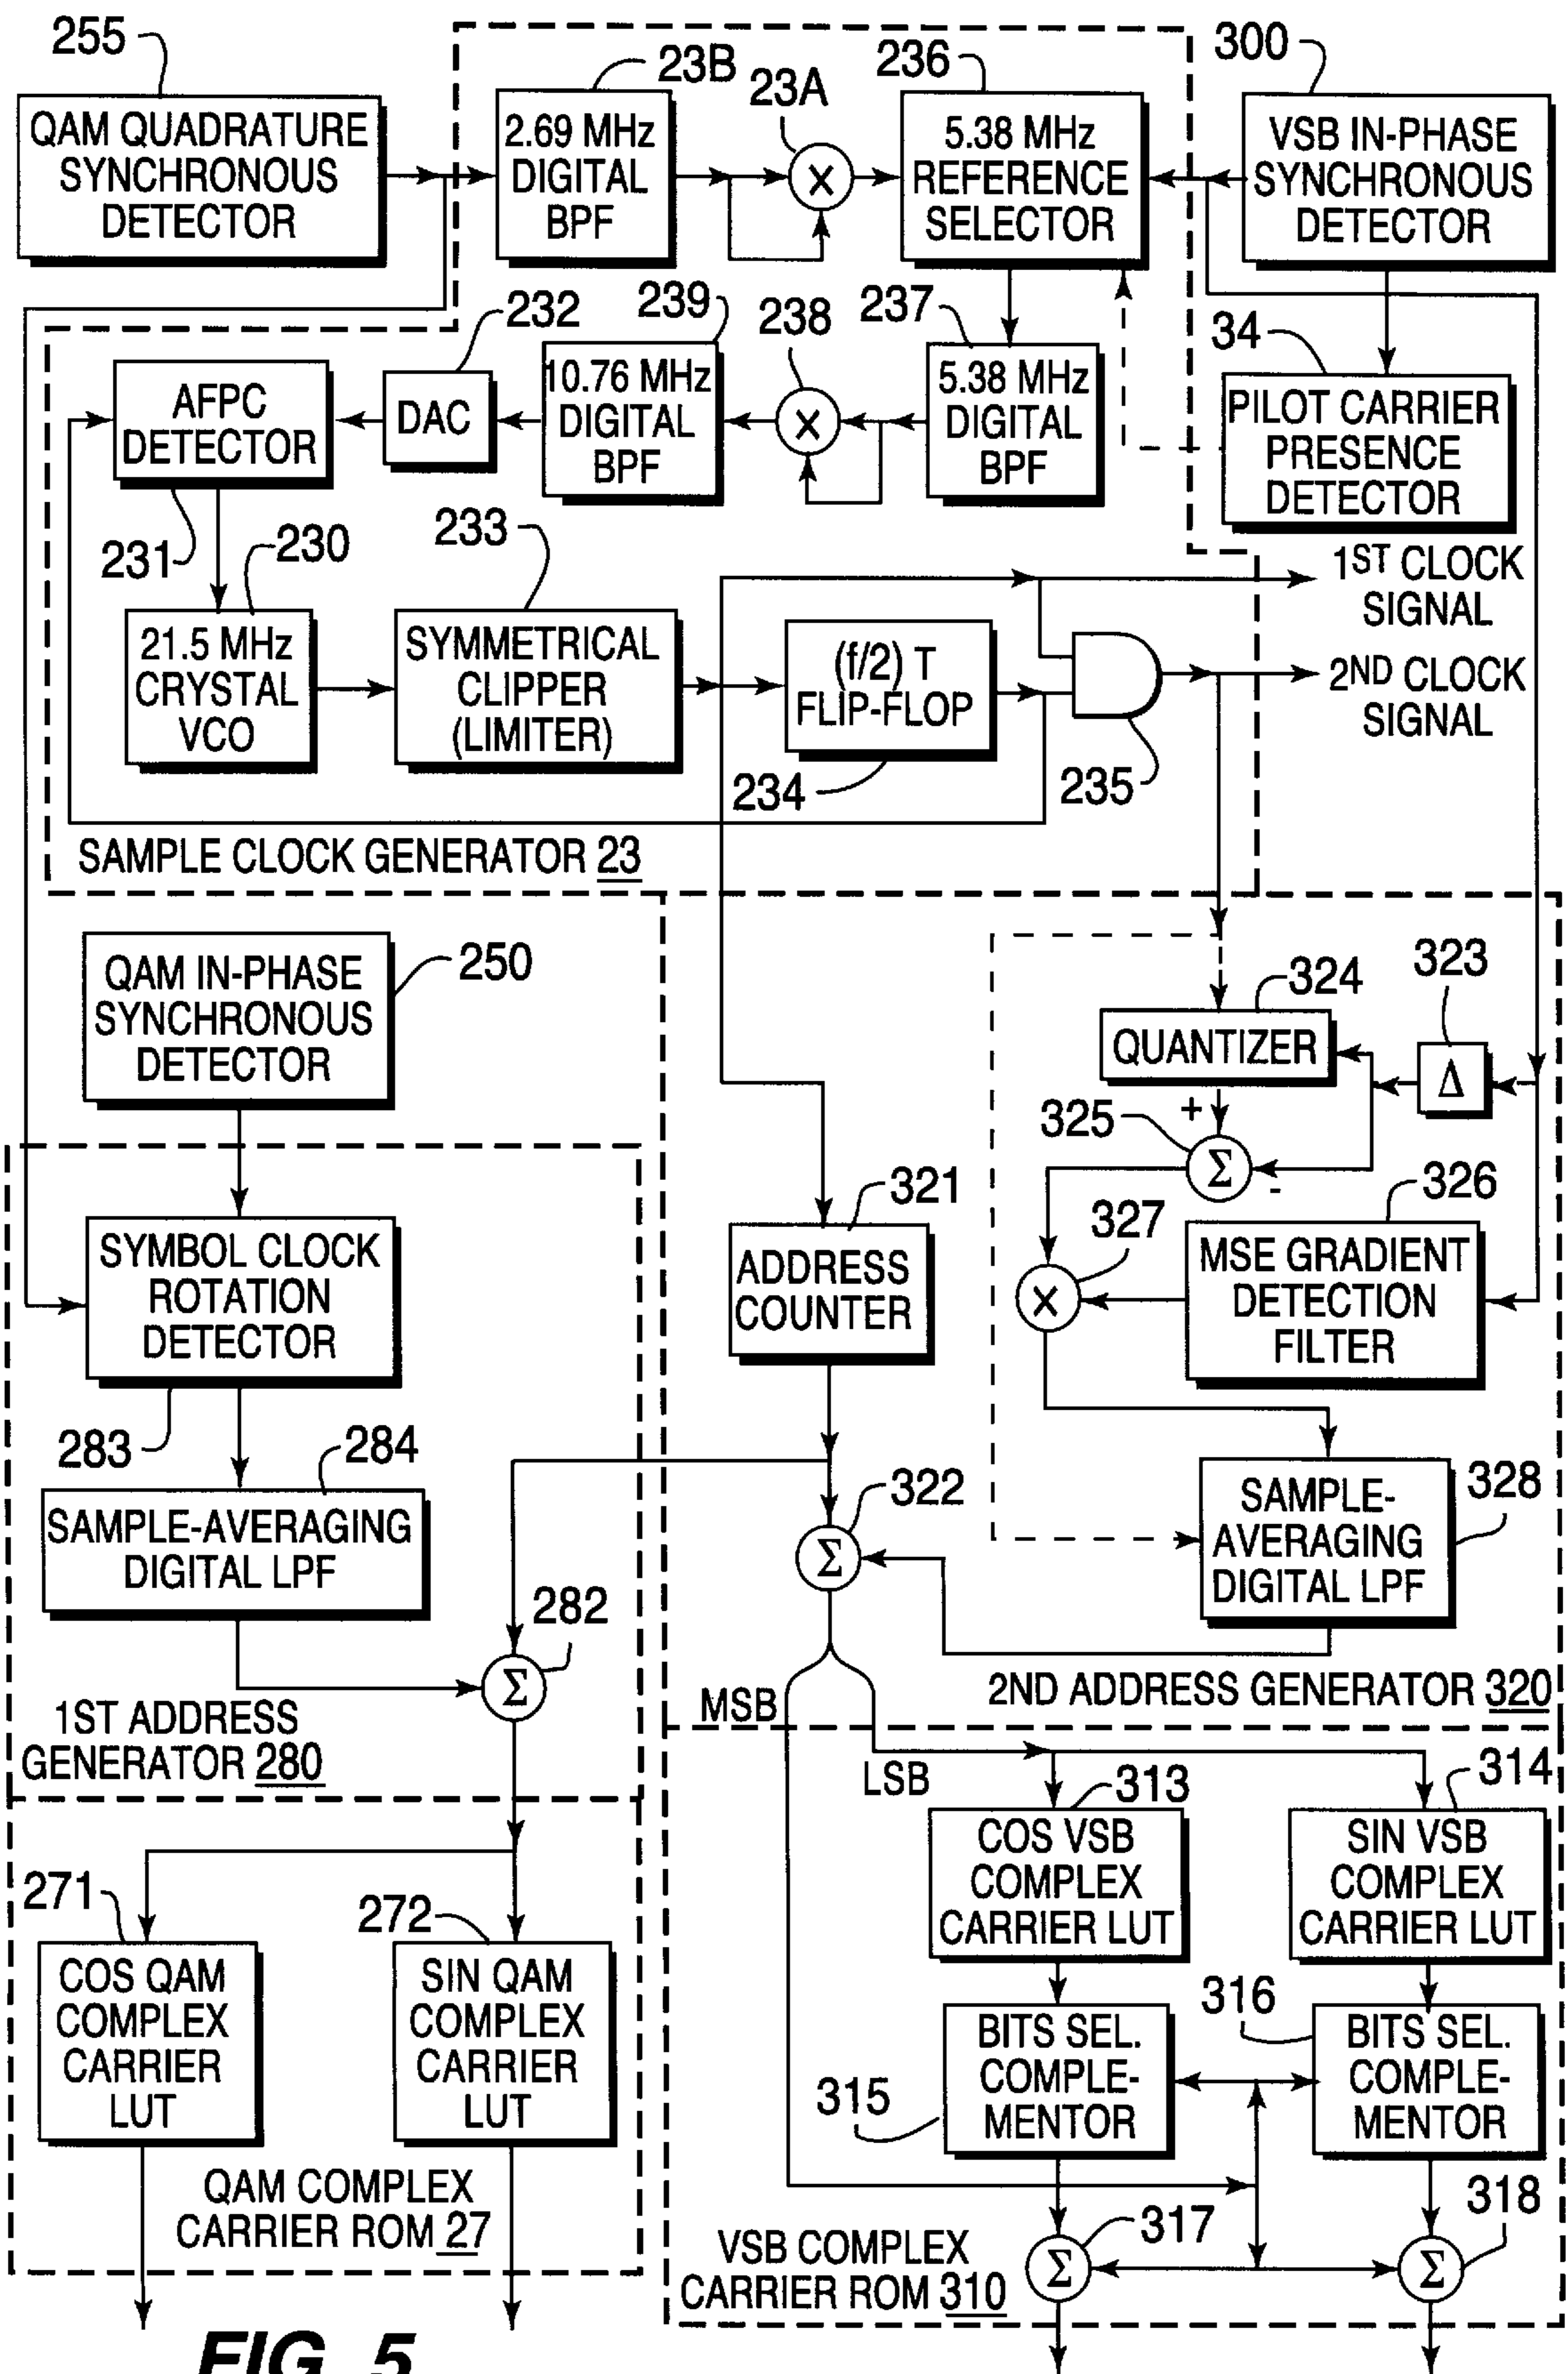 255
23B
23A
236
300
QAM QUADRATURE
SYNCHRONOUS
DETECTOR
2.69 MHz
DIGITAL
BPF
X
5.38 MHz
REFERENCE
SELECTOR
VSB IN-PHASE
SYNCHRONOUS
DETECTOR
232
239
238
237
34
AFPC
DETECTOR
DAC
10.76 MHz
DIGITAL
BPF
X
5.38 MHz
DIGITAL
BPF
PILOT CARRIER
PRESENCE
DETECTOR
231
230
233
1ST CLOCK
SIGNAL
21.5 MHz
CRYSTAL
VCO
SYMMETRICAL
CLIPPER
(LIMITER)
(f/2) T
FLIP-FLOP
2ND CLOCK
SIGNAL
234
235
SAMPLE CLOCK GENERATOR 23
QAM IN-PHASE
SYNCHRONOUS
DETECTOR
250
324
323
QUANTIZER
Δ
+
325
Σ
-
321
327
326
SYMBOL CLOCK
ROTATION
DETECTOR
ADDRESS
COUNTER
X
MSE GRADIENT
DETECTION
FILTER
283
284
322
328
SAMPLE-AVERAGING
DIGITAL LPF
Σ
SAMPLE-
AVERAGING
DIGITAL LPF
282
Σ
1ST ADDRESS
GENERATOR 280
MSB
2ND ADDRESS GENERATOR 320
LSB
313
314
COS VSB
COMPLEX
CARRIER LUT
SIN VSB
COMPLEX
CARRIER LUT
271
272
COS QAM
COMPLEX
CARRIER
LUT
SIN QAM
COMPLEX
CARRIER
LUT
316
315
BITS SEL.
COMPLE-
MENTOR
BITS SEL.
COMPLE-
MENTOR
QAM COMPLEX
CARRIER ROM 27
317
318
VSB COMPLEX
CARRIER ROM 310
Σ
Σ
FIG. 5